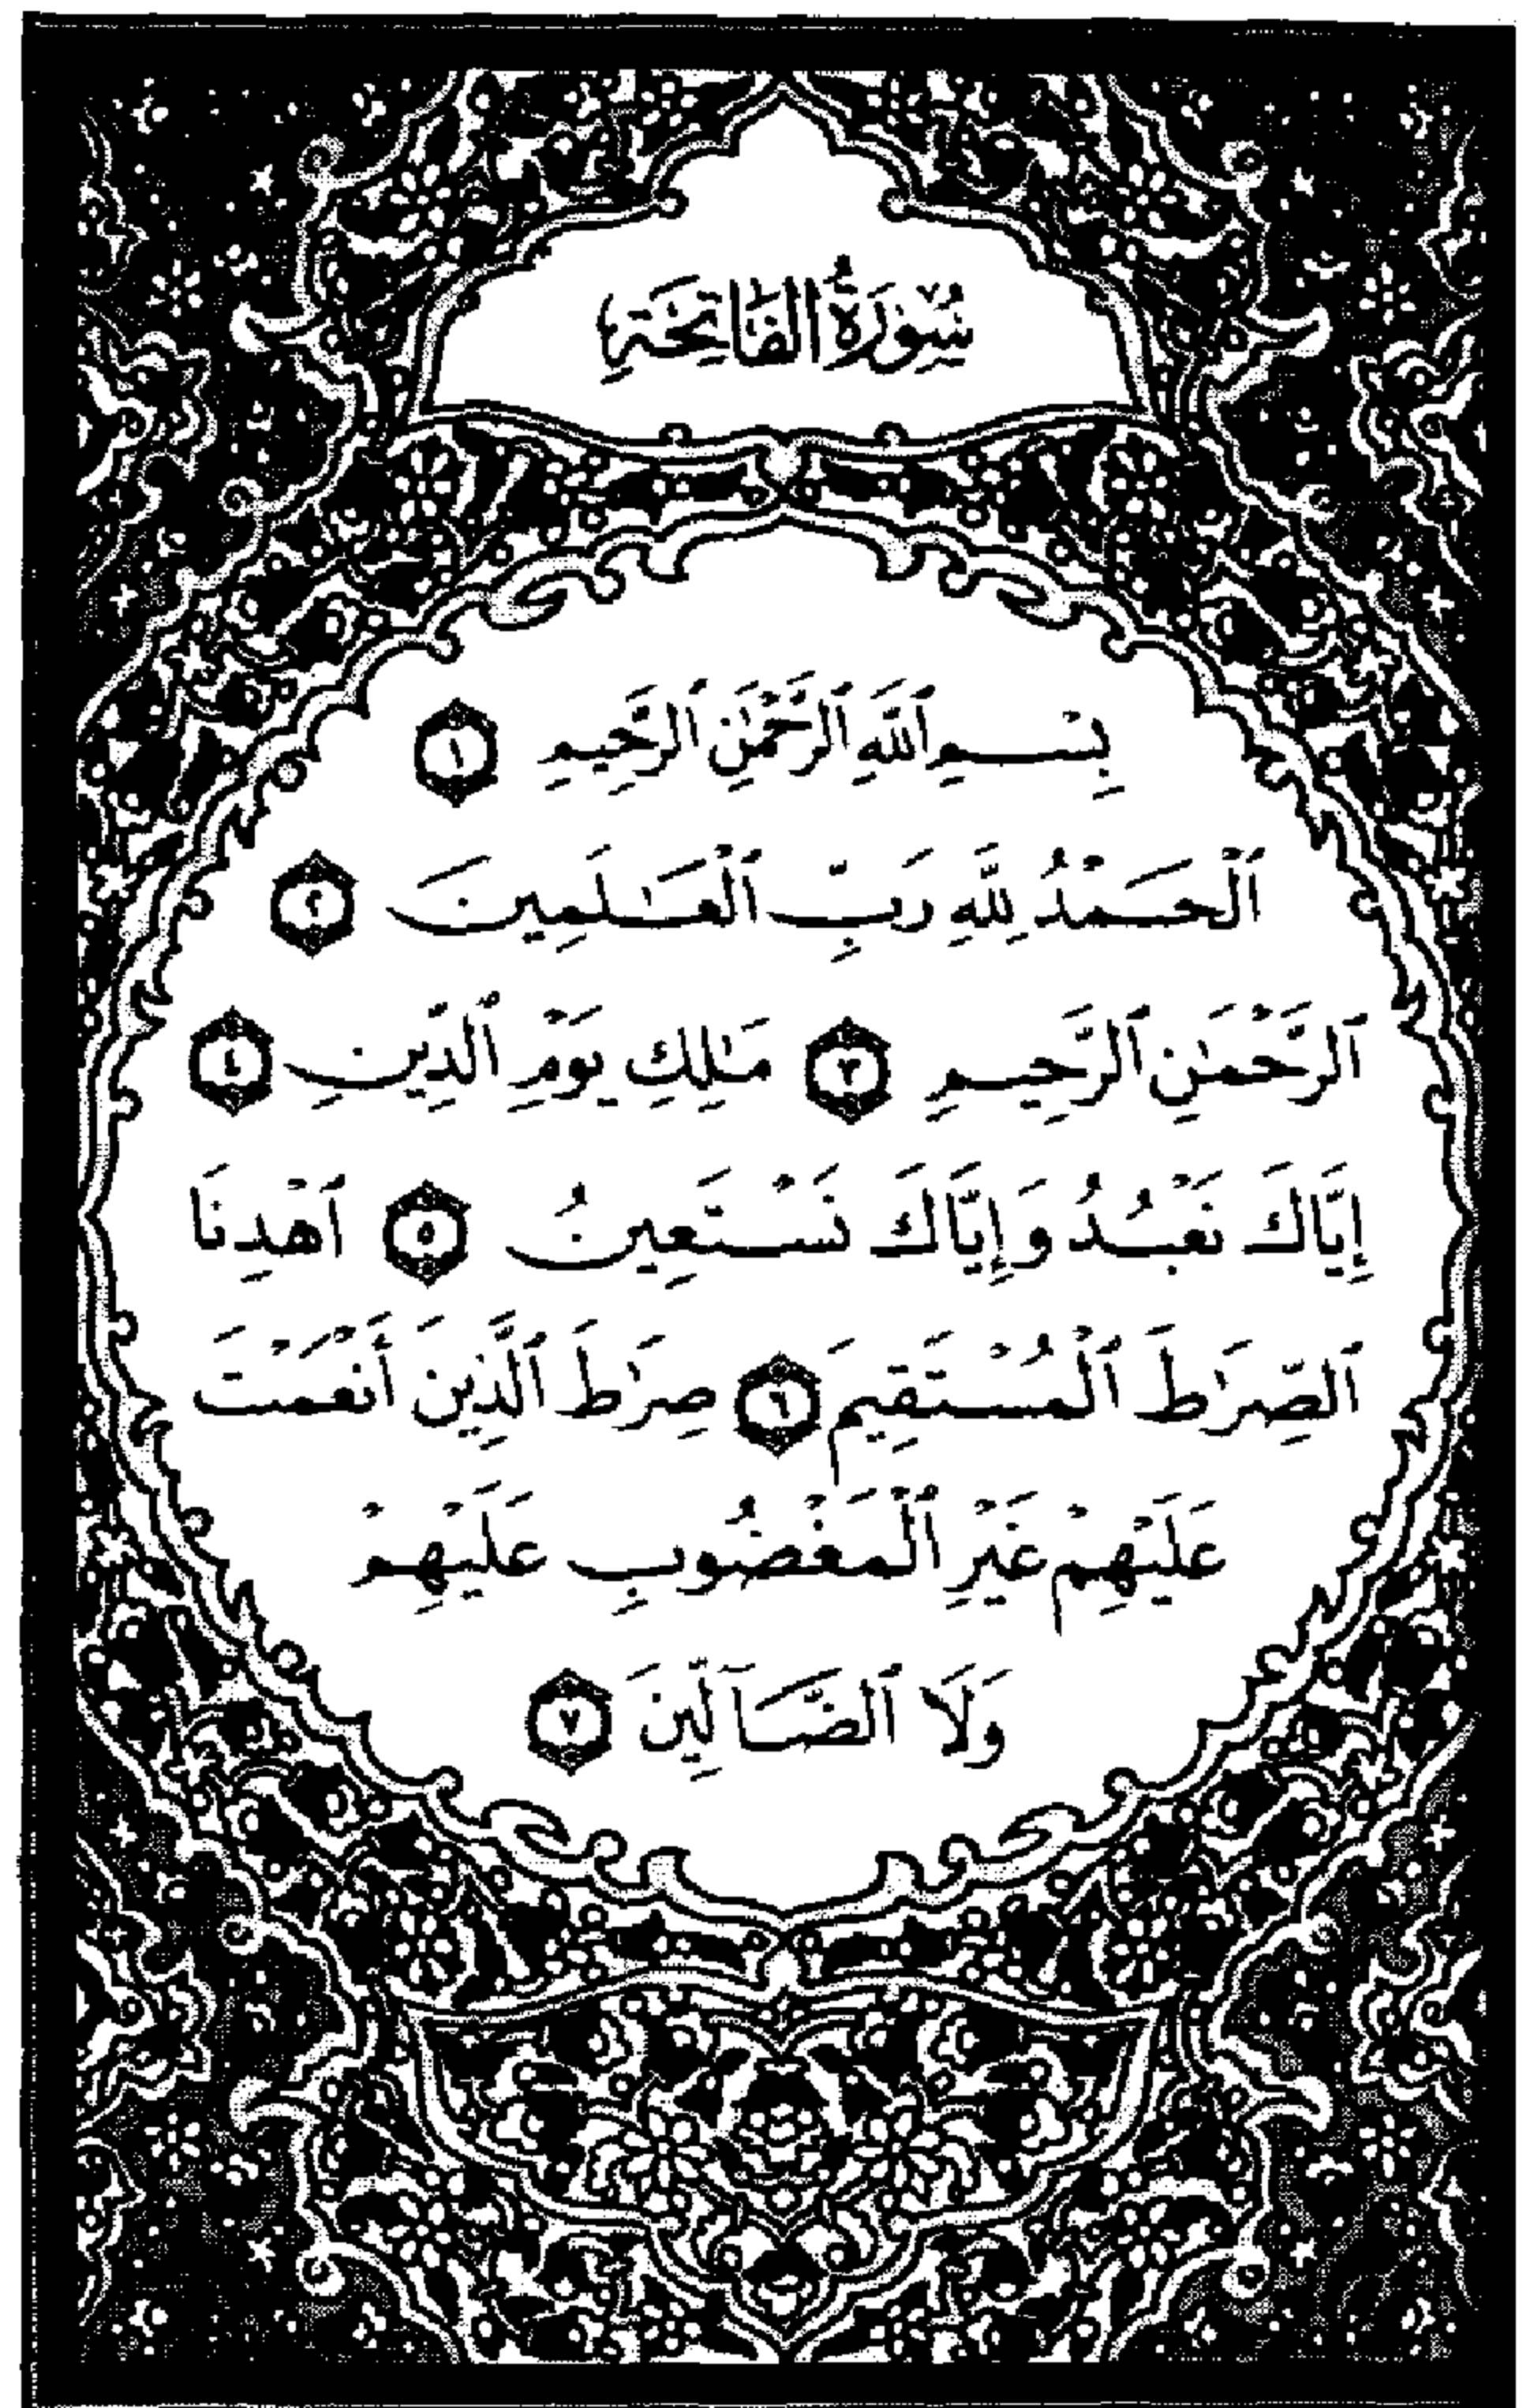 سُورَةُ الفَاتِحَةِ
بِسْمِ ٱللَّهِ ٱلرَّحْمَٰنِ ٱلرَّحِيمِ ١
ٱلْحَمْدُ لِلَّهِ رَبِّ ٱلْعَٰلَمِينَ ٢
ٱلرَّحْمَٰنِ ٱلرَّحِيمِ ٣ مَٰلِكِ يَوْمِ ٱلدِّينِ ٤
إِيَّاكَ نَعْبُدُ وَإِيَّاكَ نَسْتَعِينُ ٥ ٱهْدِنَا
ٱلصِّرَٰطَ ٱلْمُسْتَقِيمَ ٦ صِرَٰطَ ٱلَّذِينَ أَنْعَمْتَ
عَلَيْهِمْ غَيْرِ ٱلْمَغْضُوبِ عَلَيْهِمْ
وَلَا ٱلضَّآلِّينَ ٧